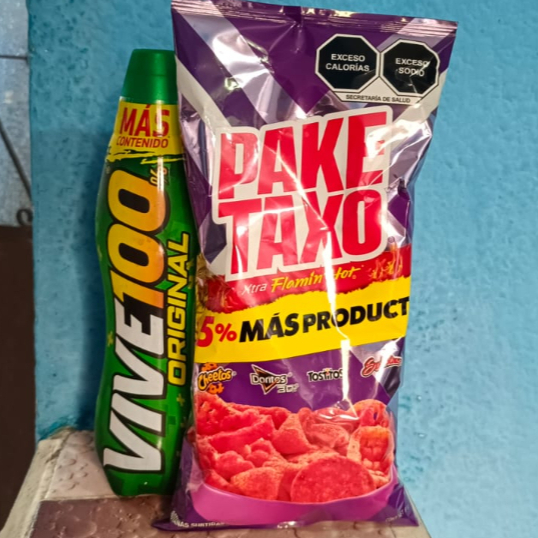 MÁS
CONTENIDO
VIVE100%
ORIGINAL
EXCESO
CALORÍAS
EXCESO
SODIO
SECRETARÍA DE SALUD
PAKE
TAXO
Xtra Flamin' Hot
5% MÁS PRODUCT
Cheetos
Doritos
Tostitos